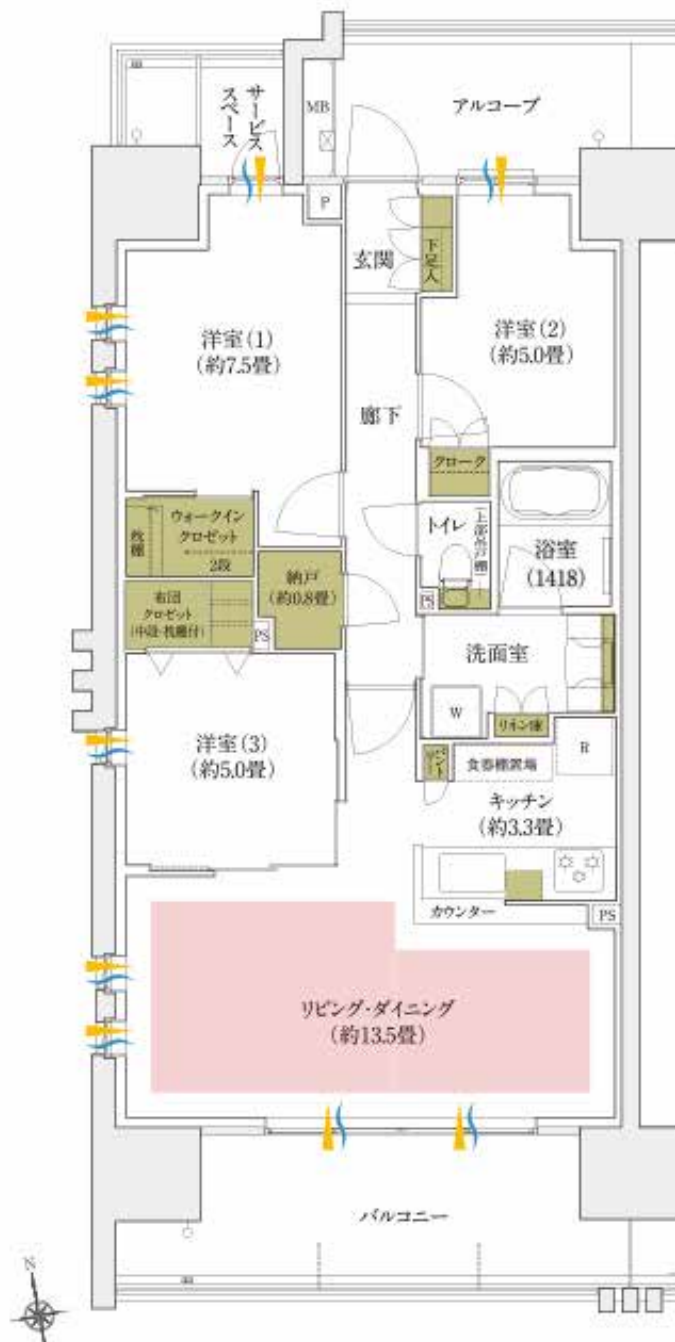 サービス
スペース
MB
アルコーブ
P
玄関
下足入
洋室(1)
(約7.5畳)
洋室(2)
(約5.0畳)
廊下
クローク
ウォークイン
クロゼット
枕棚
2段
トイレ
(上部吊戸棚)
浴室
(1418)
納戸
(約0.8畳)
布団
クロゼット
(中段・枕棚付)
PS
PS
洗面室
W
リネン庫
洋室(3)
(約5.0畳)
パントリー
食器棚置場
R
キッチン
(約3.3畳)
カウンター
PS
リビング・ダイニング
(約13.5畳)
バルコニー
N